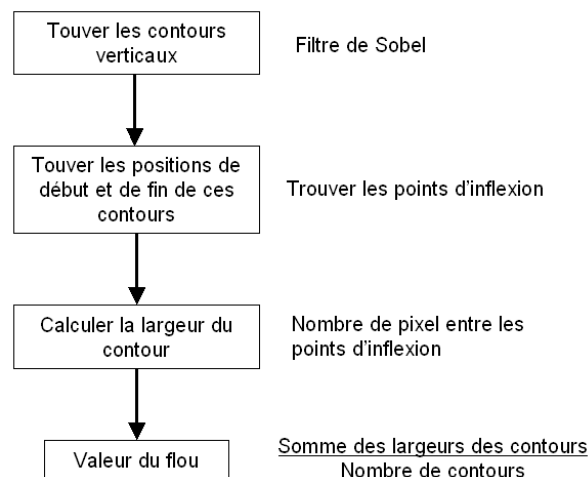 Touver les contours
verticaux
Filtre de Sobel
Touver les positions de
début et de fin de ces
contours
Trouver les points d'inflexion
Calculer la largeur du
contour
Nombre de pixel entre les
points d'inflexion
Valeur du flou
Somme des largeurs des contours
Nombre de contours